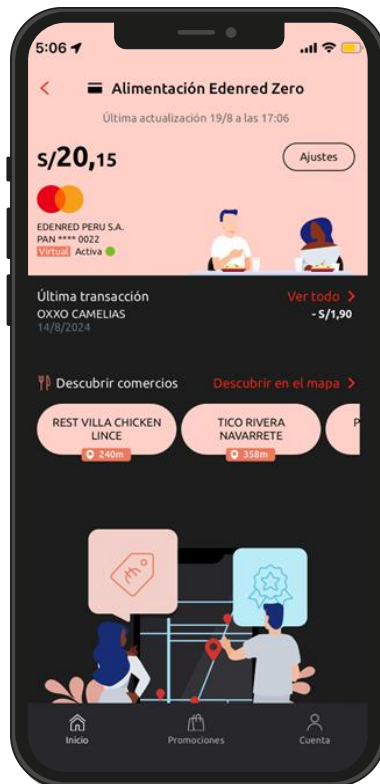 5:06
Alimentación Edenred Zero
Última actualización 19/8 a las 17:06
S/20,15
Ajustes
EDENRED PERU S.A.
PAN **** 0022
Virtual Activa
Última transacción
Ver todo >
OXXO CAMELIAS
- S/1,90
14/8/2024
Descubrir comercios
Descubrir en el mapa >
REST VILLA CHICKEN
LINCE
240m
TICO RIVERA
NAVARRETE
358m
P
Inicio
Promociones
Cuenta